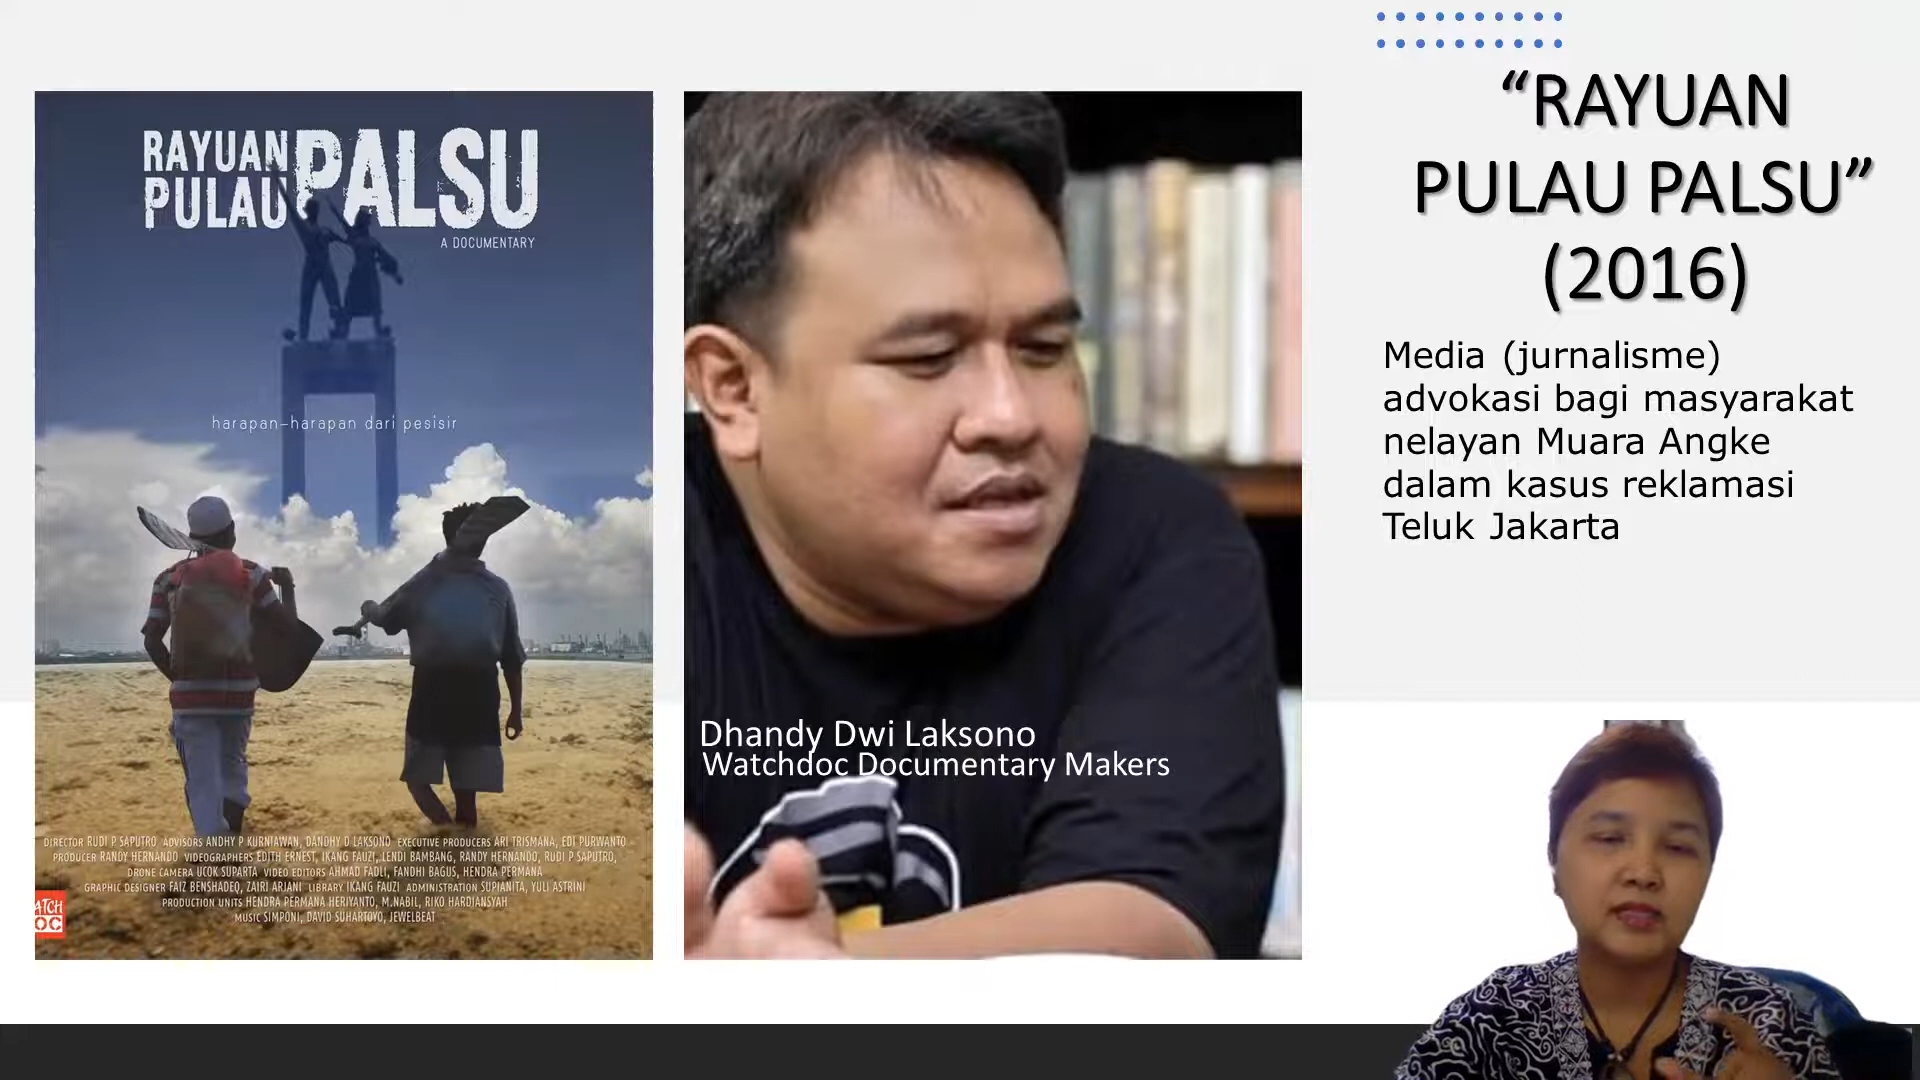 RAYUAN
PULAU PALSU
A DOCUMENTARY
harapan-harapan dari pesisir
DIRECTOR RUDI P SAPUTRO ADVISORS ANDHY P KURNIAWAN, DANDHY D LAKSONO EXECUTIVE PRODUCERS ARI TRISMANA, EDI PURWANTO
PRODUCER RANDY HERNANDO VIDEOGRAPHERS EDITH ERNEST, IKANG FAUZI, LENDI BAMBANG, RANDY HERNANDO, RUDI P SAPUTRO,
DRONE CAMERA UCOK SUPARTA VIDEO EDITORS AHMAD FADLI, FANDHI BAGUS, HENDRA PERMANA
GRAPHIC DESIGNER FAIZ BENSHADEQ, ZAIRI ARIANI LIBRARY IKANG FAUZI ADMINISTRATION SUPIANITA, YULI ASTRINI
PRODUCTION UNITS HENDRA PERMANA HERIYANTO, M.NABIL, RIKO HARDIANSYAH
MUSIC SIMPONI, DAVID SUHARTOYO, JEWELBEAT
ATCH
OC
Dhandy Dwi Laksono
Watchdoc Documentary Makers
“RAYUAN
PULAU PALSU”
(2016)
Media (jurnalisme)
advokasi bagi masyarakat
nelayan Muara Angke
dalam kasus reklamasi
Teluk Jakarta